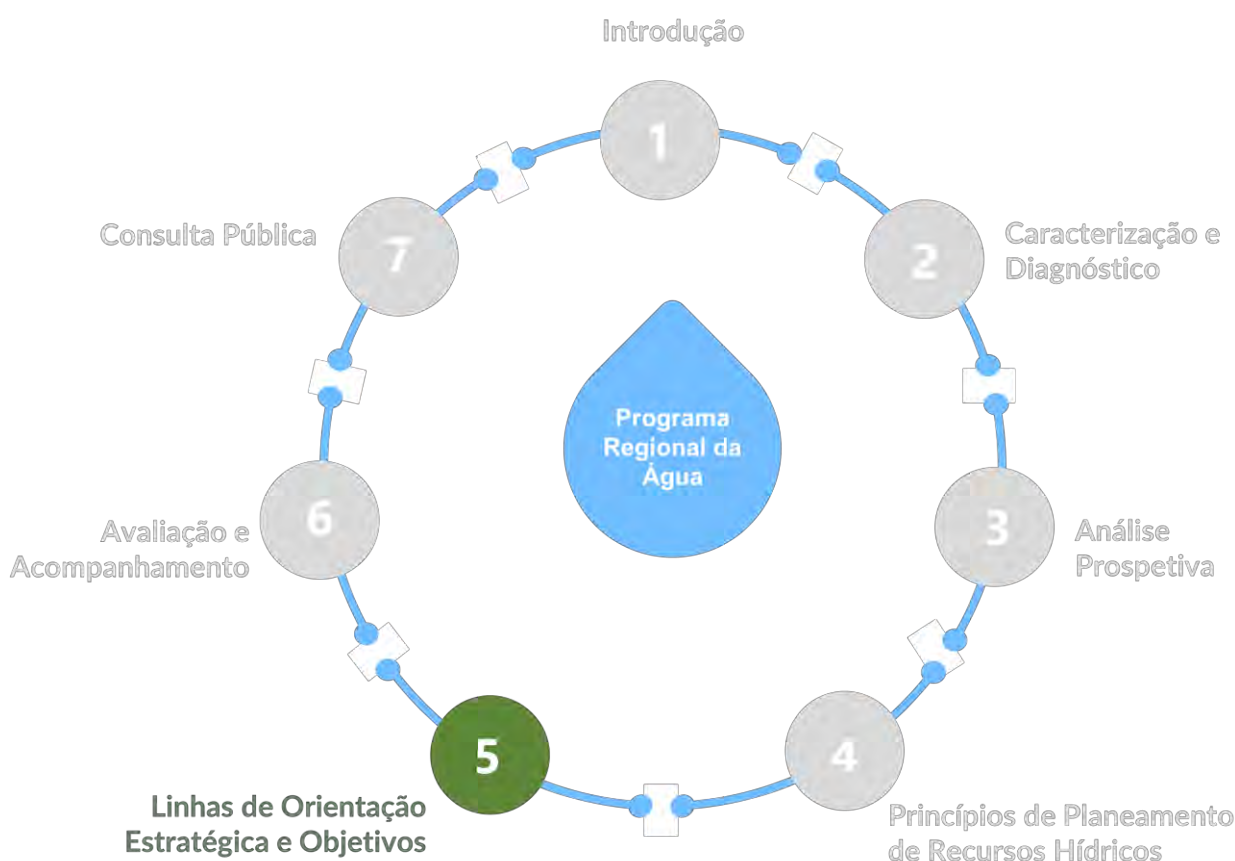 Introdução
1
2
Caracterização e
Diagnóstico
3
Análise
Prospetiva
4
Princípios de Planeamento
de Recursos Hídricos
5
Linhas de Orientação
Estratégica e Objetivos
6
Avaliação e
Acompanhamento
7
Consulta Pública
Programa
Regional da
Água